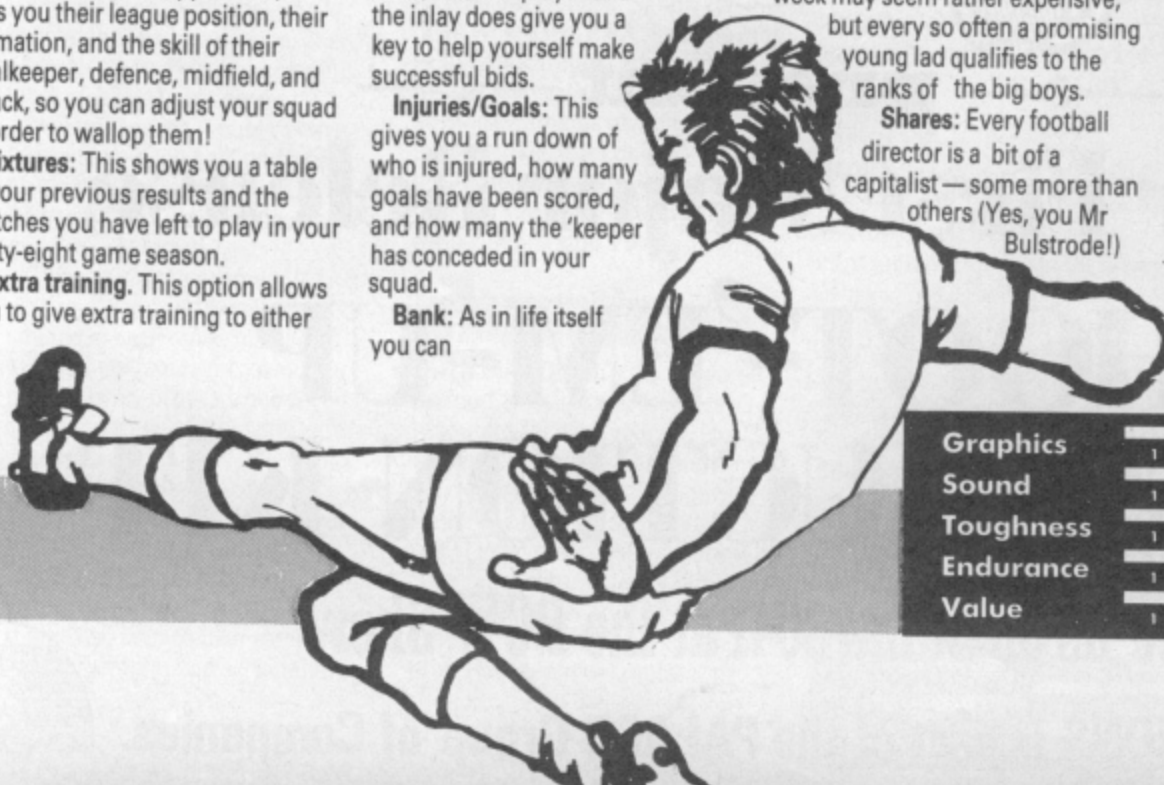 s you their league position, their
mation, and the skill of their
lkeeper, defence, midfield, and
ck, so you can adjust your squad
order to wallop them!
ixtures: This shows you a table
our previous results and the
tches you have left to play in your
ty-eight game season.
xtra training. This option allows
to give extra training to either
the inlay does give you a
key to help yourself make
successful bids.
Injuries/Goals: This
gives you a run down of
who is injured, how many
goals have been scored,
and how many the 'keeper
has conceded in your
squad.
Bank: As in life itself
you can
week may seem rather expensive,
but every so often a promising
young lad qualifies to the
ranks of the big boys.
Shares: Every football
director is a bit of a
capitalist — some more than
others (Yes, you Mr
Bulstrode!)
Graphics 1
Sound 1
Toughness 1
Endurance 1
Value 1